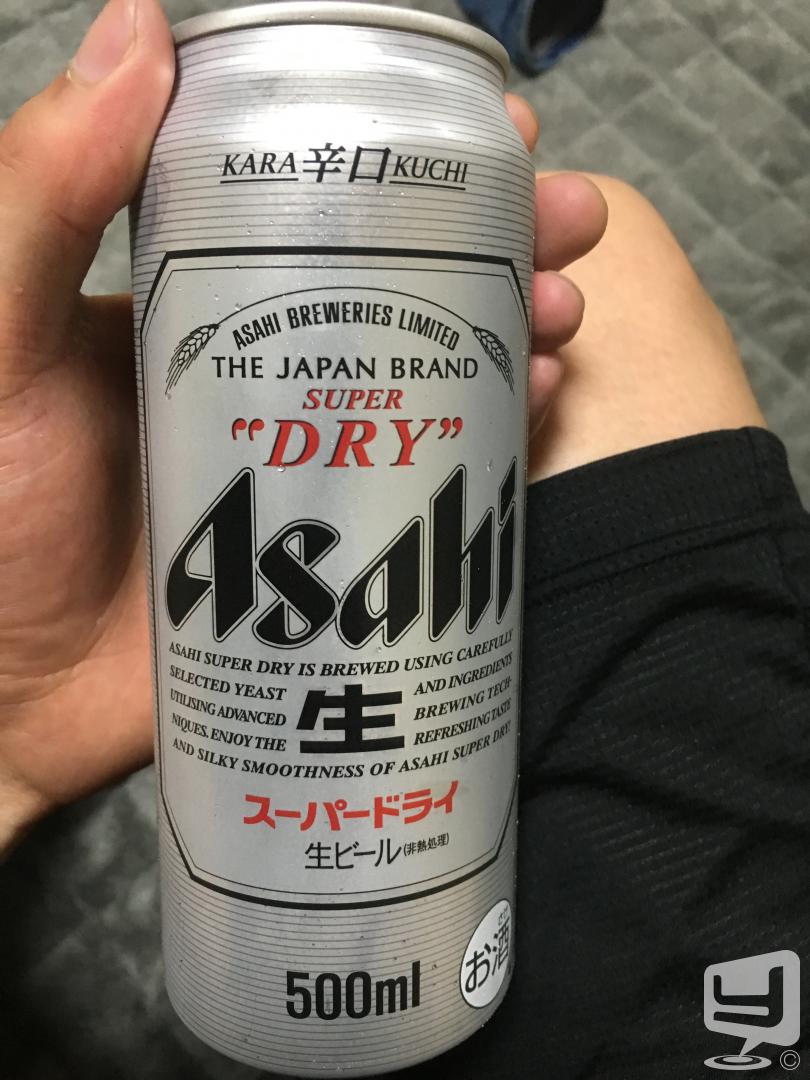 KARA 辛口 KUCHI
ASAHI BREWERIES LIMITED
THE JAPAN BRAND
SUPER
"DRY"
Asahi
ASAHI SUPER DRY IS BREWED USING CAREFULLY
SELECTED YEAST AND INGREDIENTS
UTILISING ADVANCED BREWING TECH-
NIQUES. ENJOY THE REFRESHING TASTE
AND SILKY SMOOTHNESS OF ASAHI SUPER DRY!
生
スーパードライ
生ビール(非熱処理)
お酒
さけ
500ml
y
©